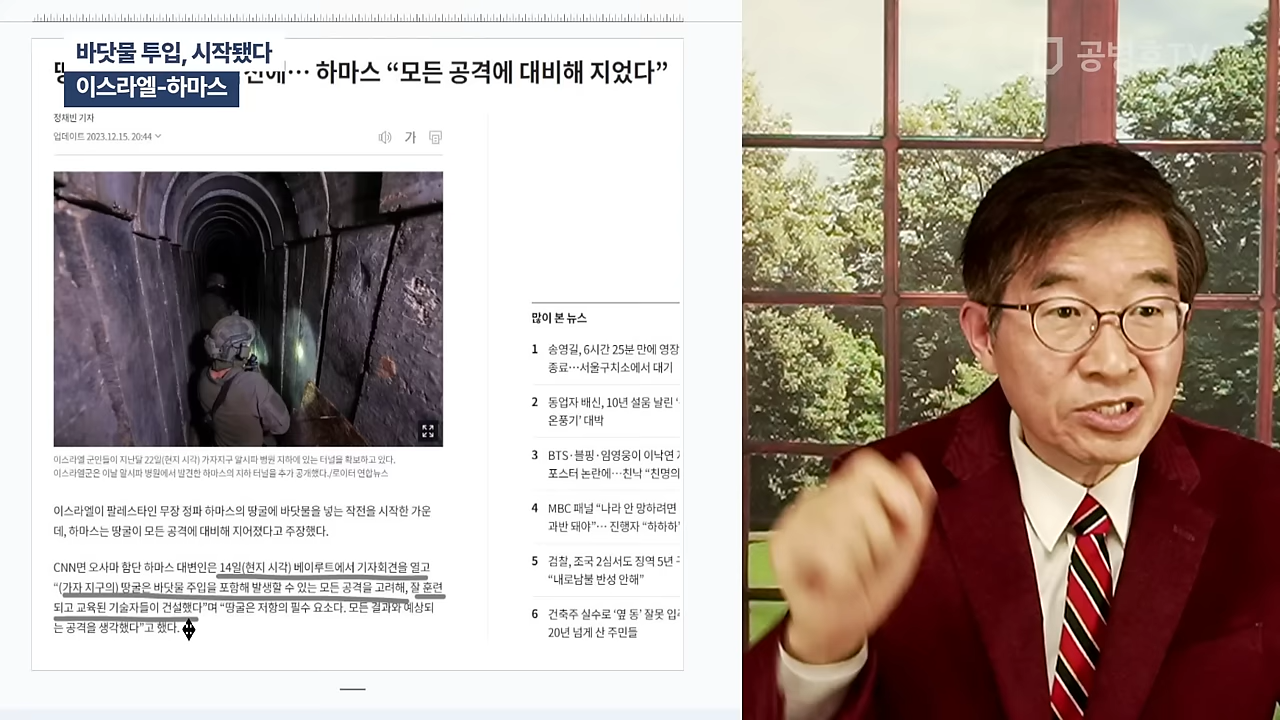 바닷물 투입, 시작됐다
이스라엘-하마스
하마스 “모든 공격에 대비해 지었다”
정채빈 기자
업데이트 2023.12.15. 20:44
가
이스라엘 군인들이 지난달 22일(현지 시각) 가자지구 알시파 병원 지하에 있는 터널을 확보하고 있다.
이스라엘군은 이날 알시파 병원에서 발견한 하마스의 지하 터널을 추가 공개했다./로이터 연합뉴스
이스라엘이 팔레스타인 무장 정파 하마스의 땅굴에 바닷물을 넣는 작전을 시작한 가운
데, 하마스는 땅굴이 모든 공격에 대비해 지어졌다고 주장했다.
CNN면 오사마 함단 하마스 대변인은 14일(현지 시각) 베이루트에서 기자회견을 열고
“(가자 지구의) 땅굴은 바닷물 주입을 포함해 발생할 수 있는 모든 공격을 고려해, 잘 훈련
되고 교육된 기술자들이 건설했다”며 “땅굴은 저항의 필수 요소다. 모든 결과와 예상되
는 공격을 생각했다”고 했다.
많이 본 뉴스
1 송영길, 6시간 25분 만에 영장
종료…서울구치소에서 대기
2 동업자 배신, 10년 설움 날린 ‘
온풍기’ 대박
3 BTS·블핑·임영웅이 이낙연
포스터 논란에…친낙 “친명의
4 MBC 패널 “나라 안 망하려면
과반 돼야”… 진행자 “하하하’
5 검찰, 조국 2심서도 징역 5년
“내로남불 반성 안해”
6 건축주 실수로 ‘옆 동’ 잘못 입
20년 넘게 산 주민들
공병호TV